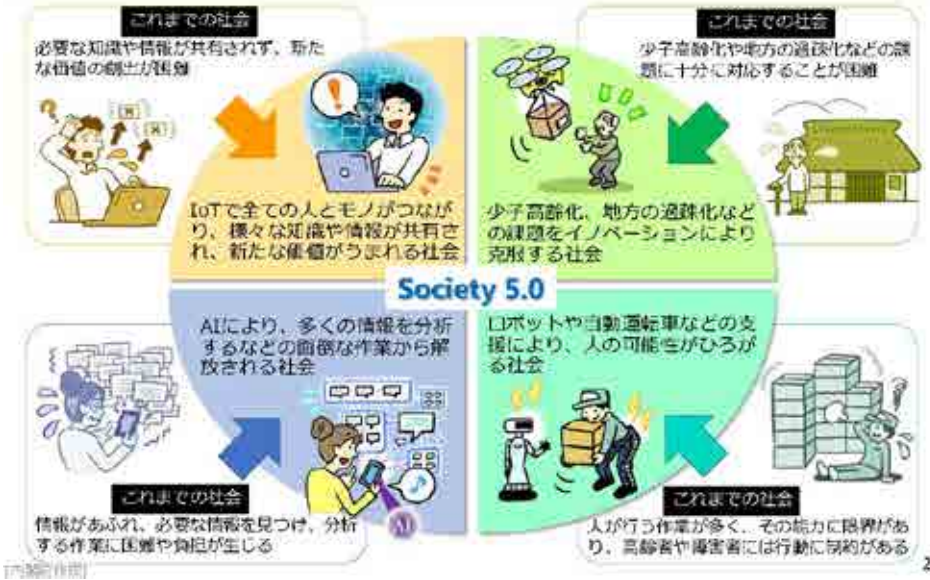 これまでの社会
必要な知識や情報が共有されず、新た
な価値の創出が困難
IoTで全ての人とモノがつなが
り、様々な知識や情報が共有さ
れ、新たな価値がうまれる社会
これまでの社会
少子高齢化や地方の過疎化などの課
題に十分に対応することが困難
少子高齢化、地方の過疎化など
の課題をイノベーションにより
克服する社会
Society 5.0
AIにより、多くの情報を分析
するなどの面倒な作業から解
放される社会
AI
これまでの社会
情報があふれ、必要な情報を見つけ、分析
する作業に困難や負担が生じる
ロボットや自動運転車などの支
援により、人の可能性がひろが
る社会
これまでの社会
人が行う作業が多く、その能力に限界があ
り、高齢者や障害者には行動に制約がある
[内閣府作成]
2